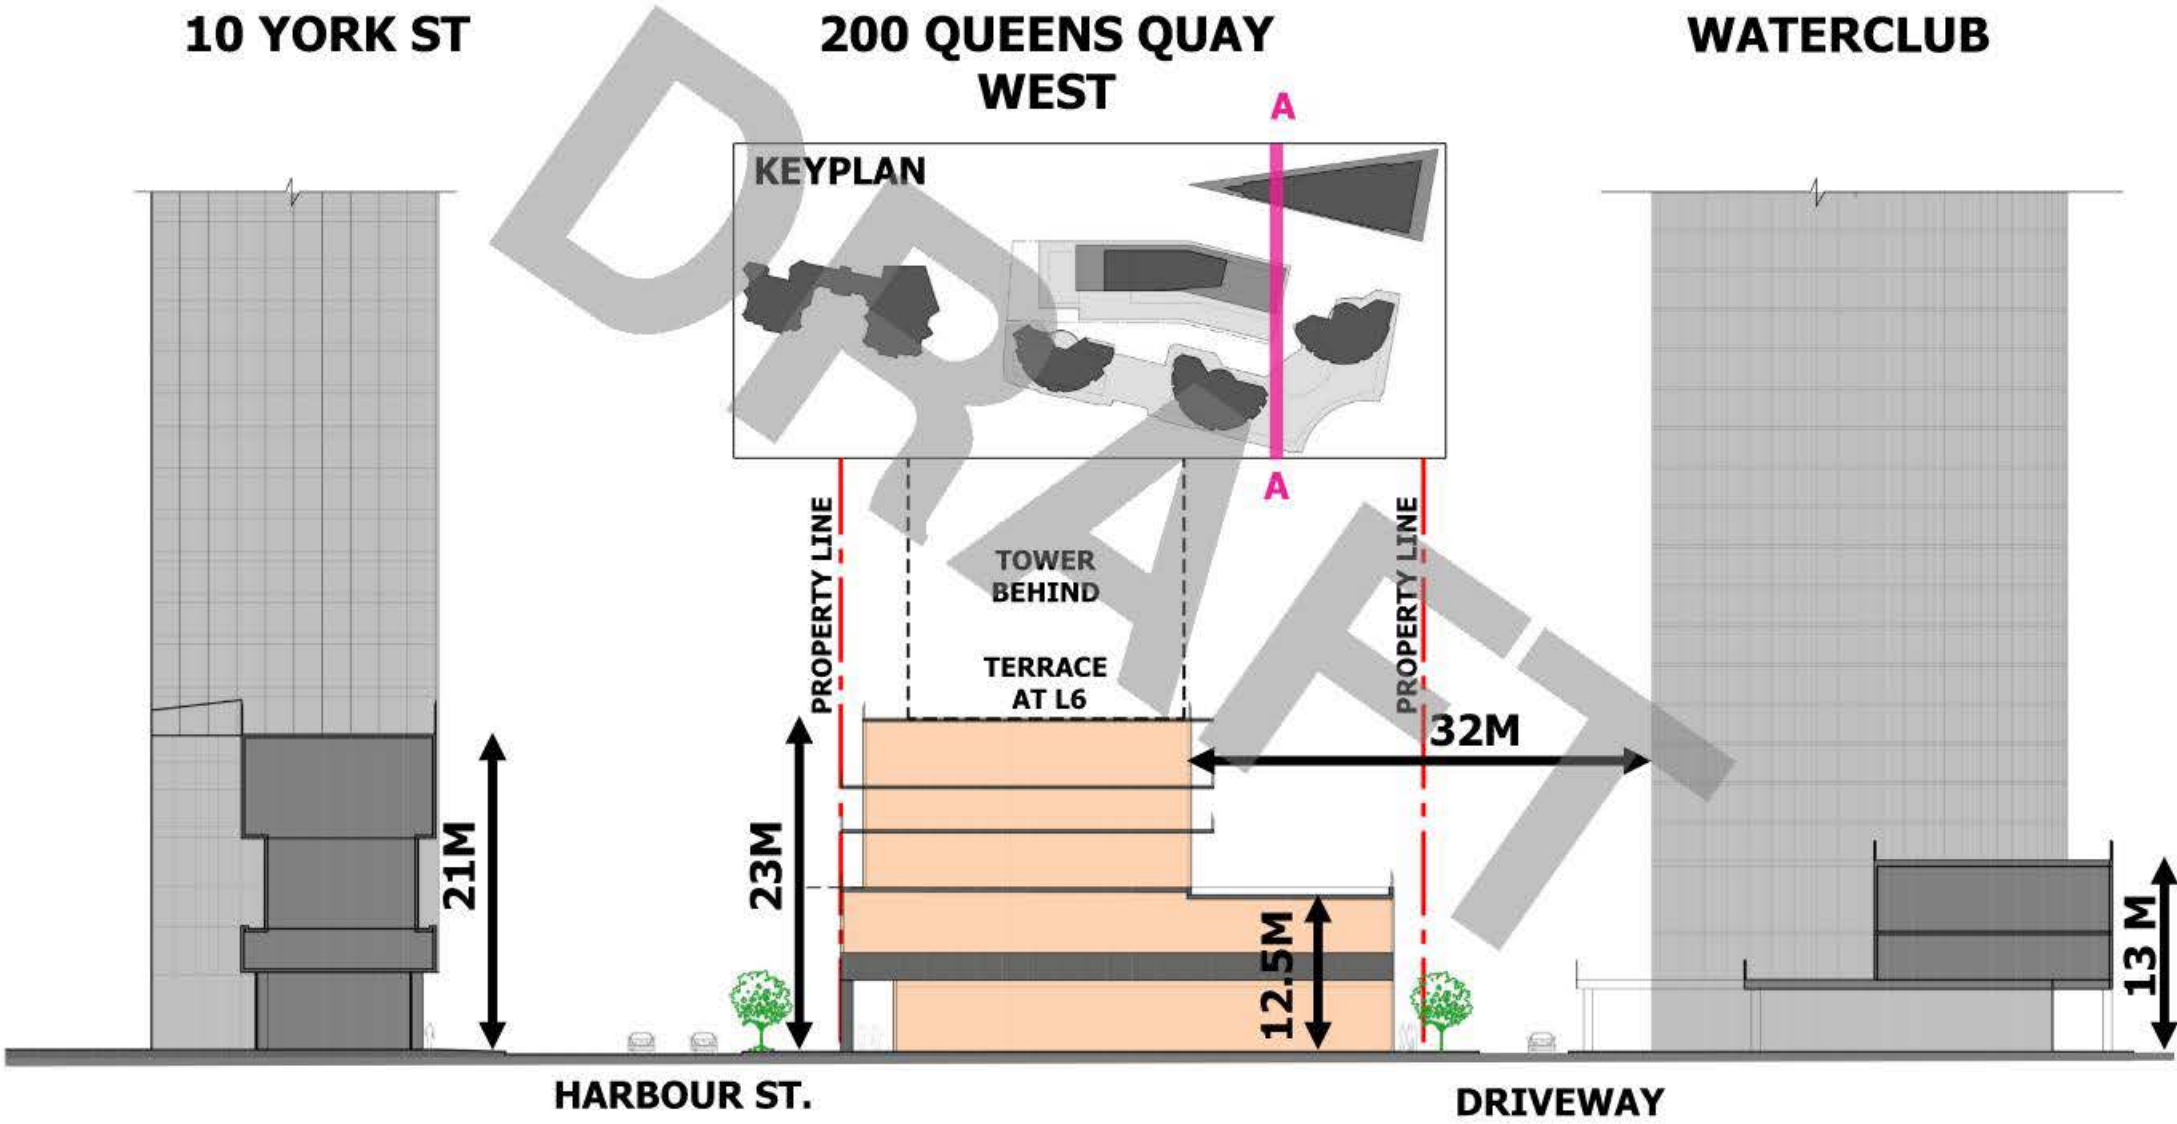 10 YORK ST
200 QUEENS QUAY
WEST
WATERCLUB
A
KEYPLAN
A
PROPERTY LINE
PROPERTY LINE
TOWER
BEHIND
TERRACE
AT L6
32M
21M
23M
12.5M
13 M
HARBOUR ST.
DRIVEWAY
DRAFT